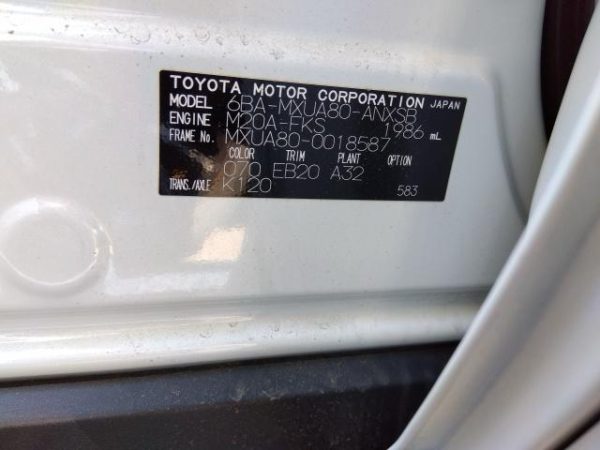 TOYOTA MOTOR CORPORATION JAPAN
MODEL 6BA-MXUA80-ANXSB
ENGINE M20A-FKS 1986 mL
FRAME No. MXUA80-0018587
COLOR TRIM PLANT OPTION
070 EB20 A32
TRANS./AXLE K120 583